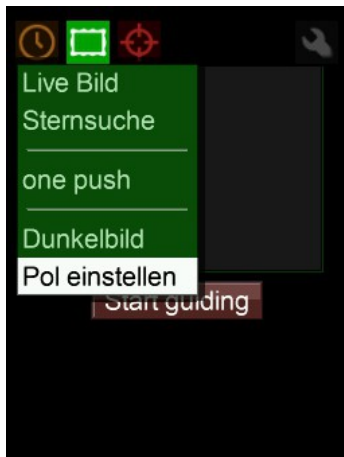 Live Bild
Sternsuche
one push
Dunkelbild
Pol einstellen
Start guiding